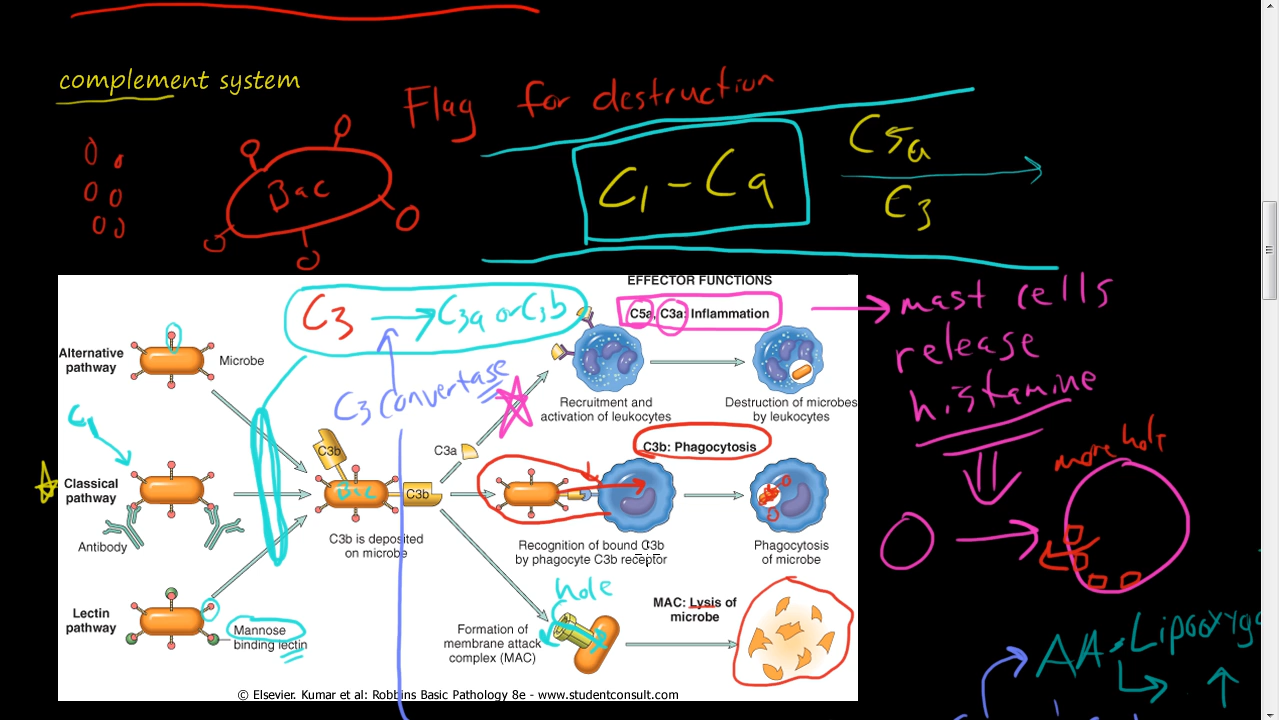 complement system
Flag for destruction
Bac
C1 - C9
C5a
C3
EFFECTOR FUNCTIONS
C3 → C3a or C3b
C5a, C3a: Inflammation
mast cells
release
histamine
Alternative
pathway
Microbe
C3 convertase
Recruitment and
activation of leukocytes
Destruction of microbes
by leukocytes
more hole
C3b
C3a
C3b: Phagocytosis
Classical
pathway
Bac
C3b
Antibody
C3b is deposited
on microbe
Recognition of bound C3b
by phagocyte C3b receptor
Phagocytosis
of microbe
hole
Lectin
pathway
Mannose
binding lectin
Formation of
membrane attack
complex (MAC)
MAC: Lysis of
microbe
AA
© Elsevier. Kumar et al: Robbins Basic Pathology 8e - www.studentconsult.com